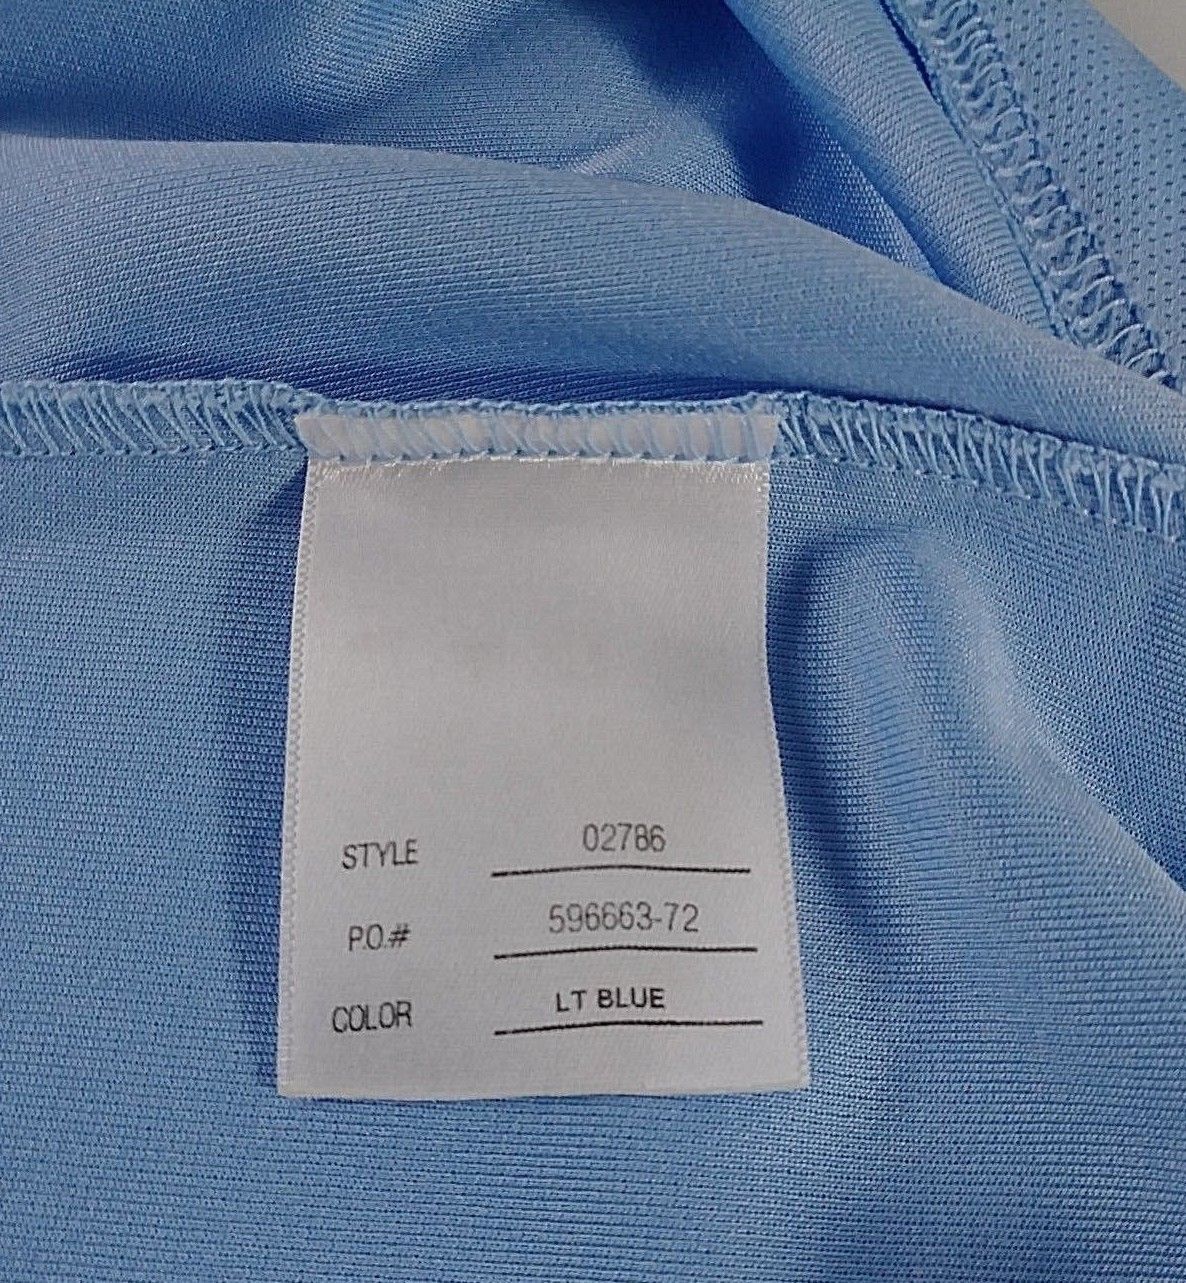 STYLE 02786
P.O.# 596663-72
COLOR LT BLUE